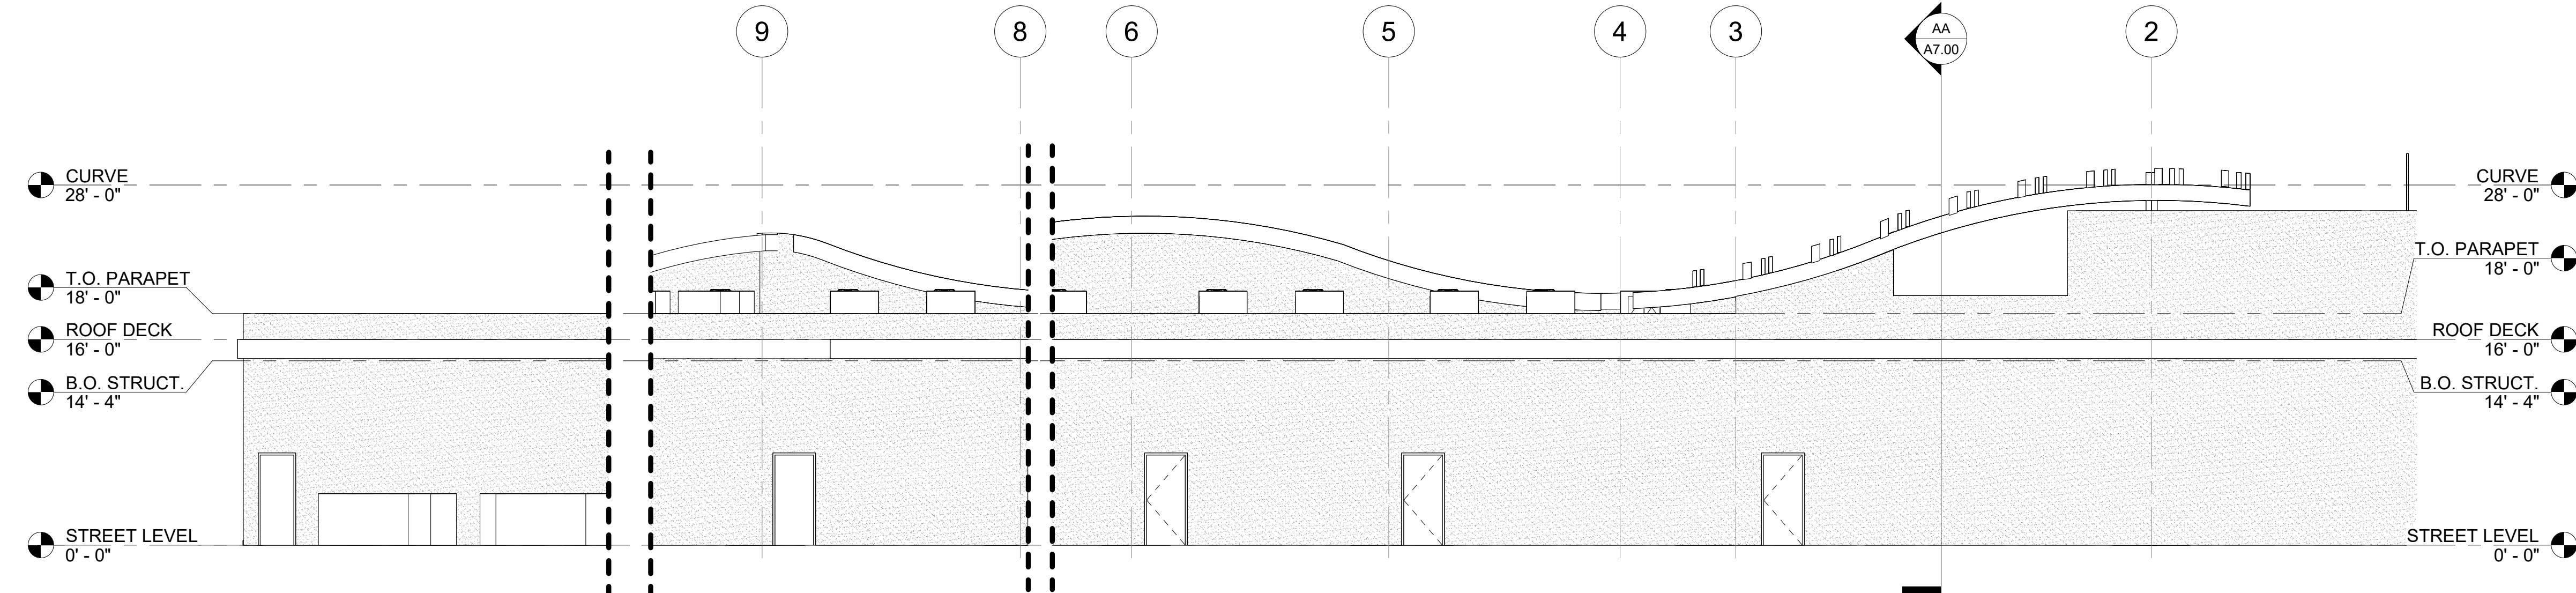 9
8
6
5
4
3
AA
A7.00
2
CURVE
28' - 0"
CURVE
28' - 0"
T.O. PARAPET
18' - 0"
T.O. PARAPET
18' - 0"
ROOF DECK
16' - 0"
ROOF DECK
16' - 0"
B.O. STRUCT.
14' - 4"
B.O. STRUCT.
14' - 4"
STREET LEVEL
0' - 0"
STREET LEVEL
0' - 0"